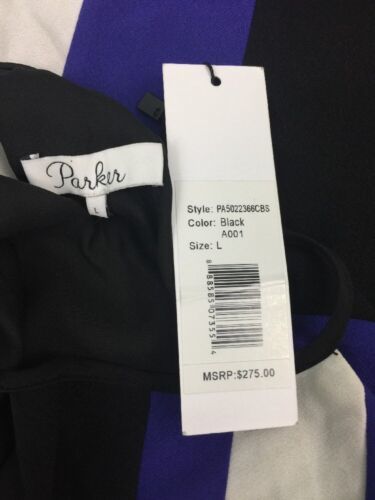 Parker
L
Style: PA5022366CBS
Color: Black
A001
Size: L
MSRP:$275.00